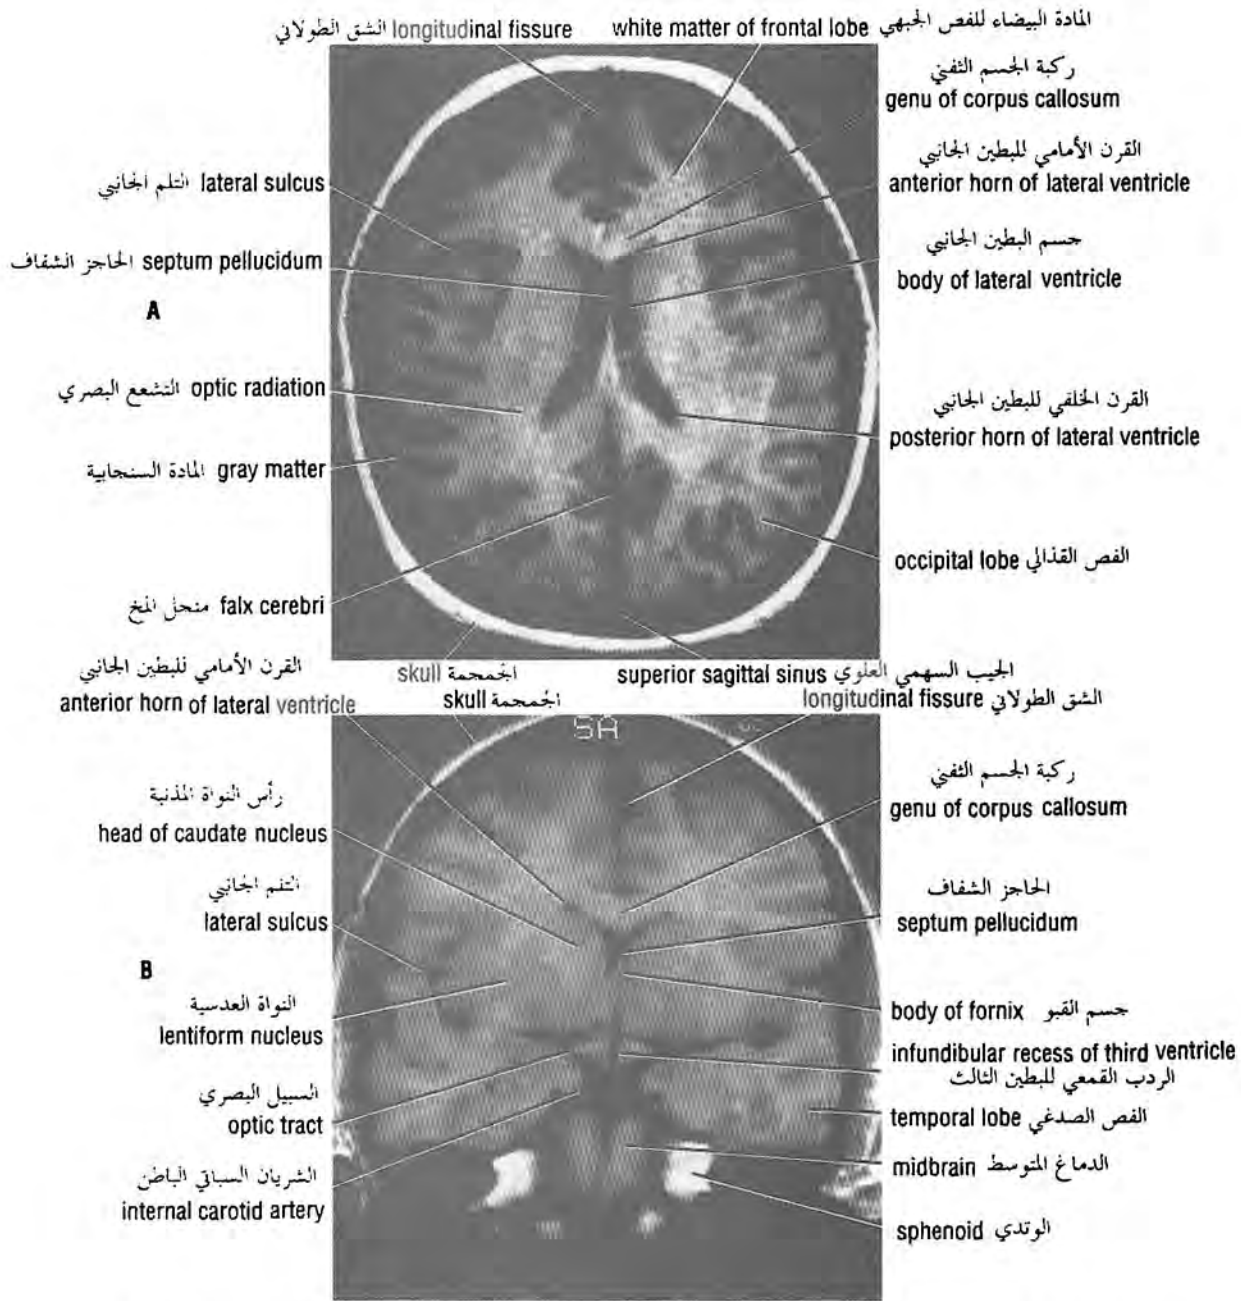 الشق الطولاني longitudinal fissure
white matter of frontal lobe المادة البيضاء للفص الجبهي
ركبة الجسم الثفني
genu of corpus callosum
القرن الأمامي للبطين الجانبي
anterior horn of lateral ventricle
جسم البطين الجانبي
body of lateral ventricle
القرن الخلفي للبطين الجانبي
posterior horn of lateral ventricle
occipital lobe الفص القذالي
التلم الجانبي lateral sulcus
الحاجز الشفاف septum pellucidum
A
التشعع البصري optic radiation
المادة السنجابية gray matter
منجل المخ falx cerebri
skull الجمجمة
superior sagittal sinus الجيب السهمي العلوي
القرن الأمامي للبطين الجانبي
anterior horn of lateral ventricle
skull الجمجمة
longitudinal fissure الشق الطولاني
SA
رأس النواة المذنبة
head of caudate nucleus
التلم الجانبي
lateral sulcus
B
النواة العدسية
lentiform nucleus
السبيل البصري
optic tract
الشريان السباتي الباطن
internal carotid artery
ركبة الجسم الثفني
genu of corpus callosum
الحاجز الشفاف
septum pellucidum
body of fornix جسم القبو
infundibular recess of third ventricle
الردب القمعي للبطين الثالث
temporal lobe الفص الصدغي
midbrain الدماغ المتوسط
sphenoid الوتدي